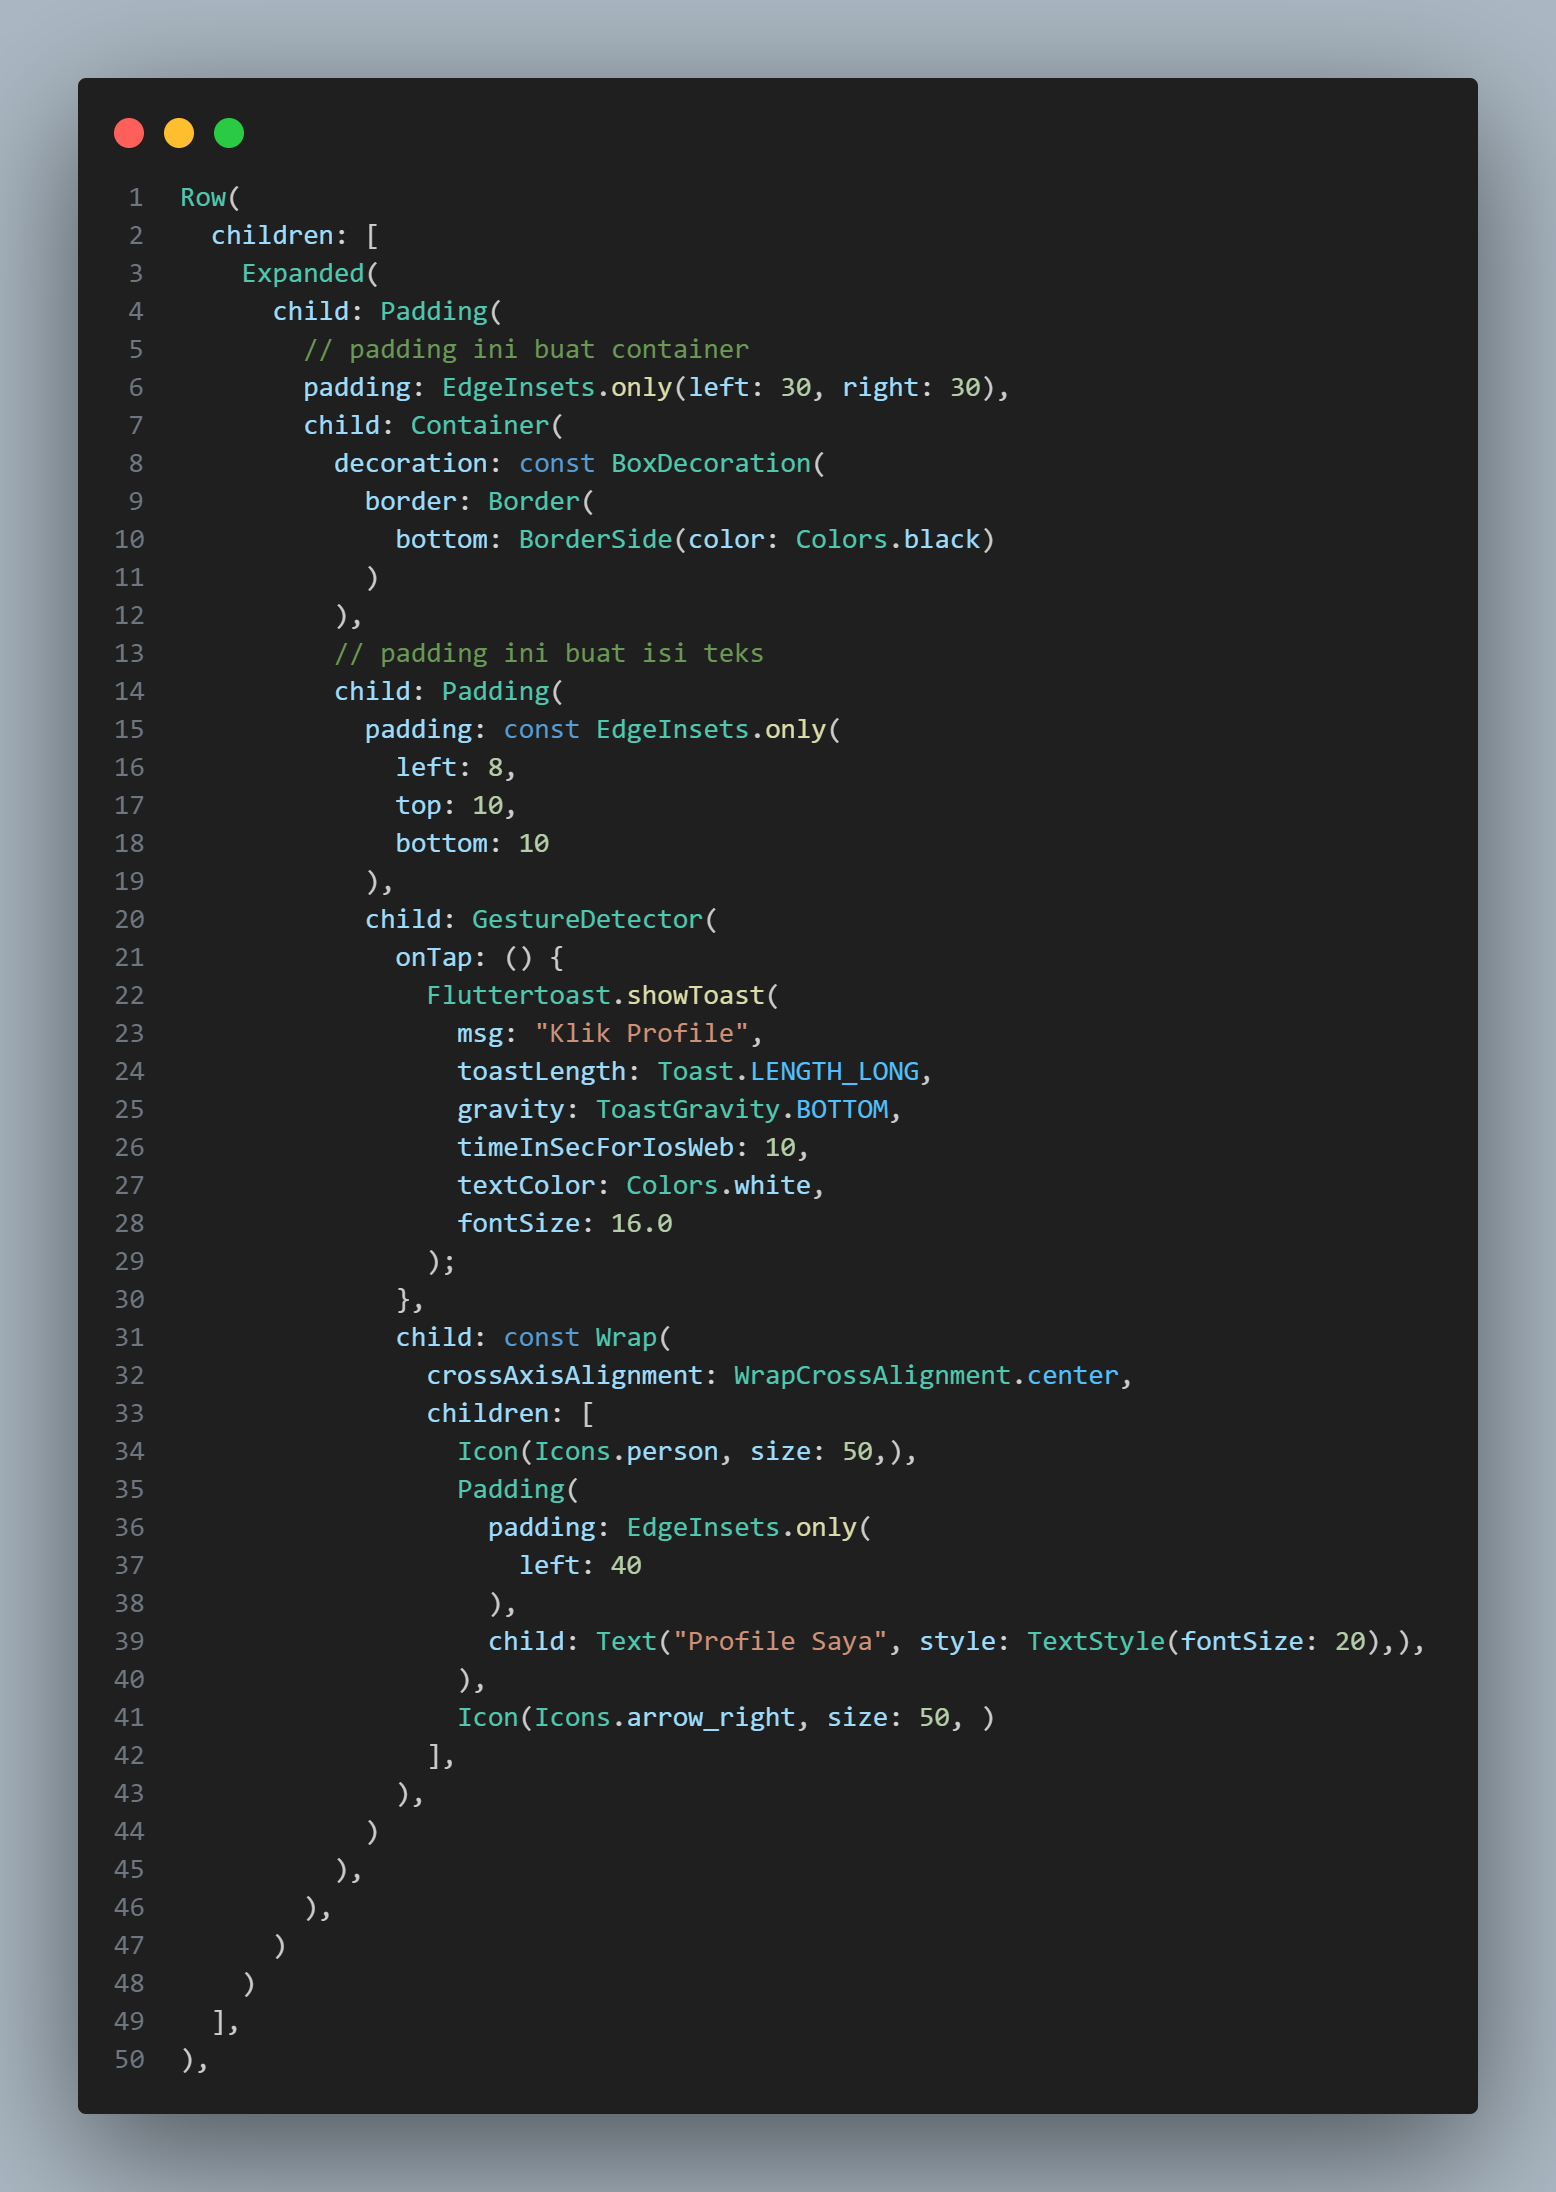 1 Row(
2   children: [
3     Expanded(
4       child: Padding(
5         // padding ini buat container
6         padding: EdgeInsets.only(left: 30, right: 30),
7         child: Container(
8           decoration: const BoxDecoration(
9             border: Border(
10               bottom: BorderSide(color: Colors.black)
11             )
12           ),
13           // padding ini buat isi teks
14           child: Padding(
15             padding: const EdgeInsets.only(
16               left: 8,
17               top: 10,
18               bottom: 10
19             ),
20             child: GestureDetector(
21               onTap: () {
22                 Fluttertoast.showToast(
23                   msg: "Klik Profile",
24                   toastLength: Toast.LENGTH_LONG,
25                   gravity: ToastGravity.BOTTOM,
26                   timeInSecForIosWeb: 10,
27                   textColor: Colors.white,
28                   fontSize: 16.0
29                 );
30               },
31               child: const Wrap(
32                 crossAxisAlignment: WrapCrossAlignment.center,
33                 children: [
34                   Icon(Icons.person, size: 50,),
35                   Padding(
36                     padding: EdgeInsets.only(
37                       left: 40
38                     ),
39                     child: Text("Profile Saya", style: TextStyle(fontSize: 20),),
40                   ),
41                   Icon(Icons.arrow_right, size: 50, )
42                 ],
43               ),
44             )
45           ),
46         ),
47       )
48     )
49   ],
50 ),